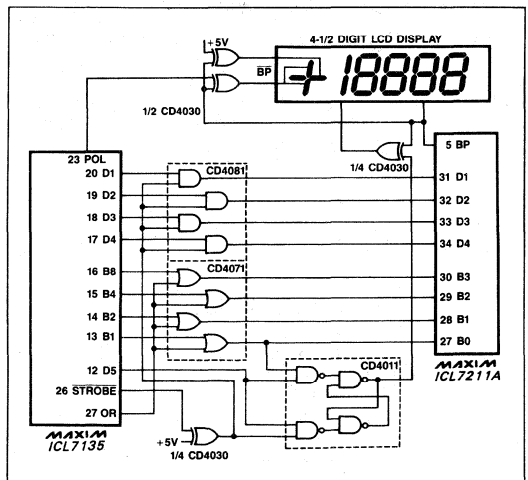 4-1/2 DIGIT LCD DISPLAY
+5V
BP
+18888
1/2 CD4030
1/4 CD4030
5 BP
23 POL
20 D1
CD4081
31 D1
19 D2
32 D2
18 D3
33 D3
17 D4
34 D4
CD4071
16 B8
30 B3
15 B4
29 B2
14 B2
28 B1
13 B1
27 B0
12 D5
CD4011
MAXIM
ICL7211A
26 STROBE
27 OR
+5V
1/4 CD4030
MAXIM
ICL7135